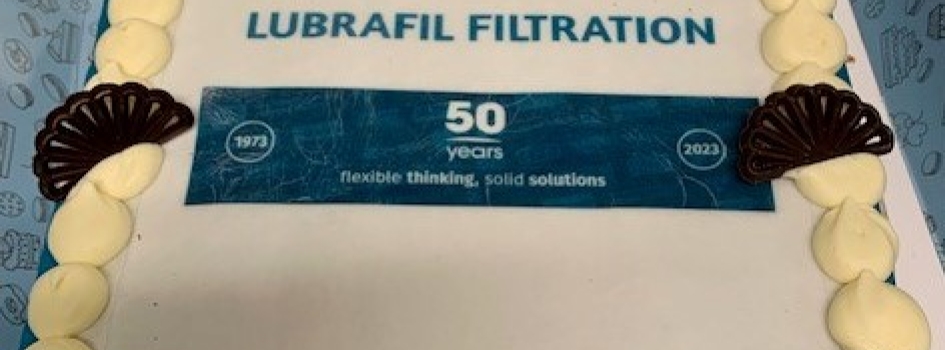 LUBRAFIL FILTRATION
50
1973
years
2023
flexible thinking, solid solutions